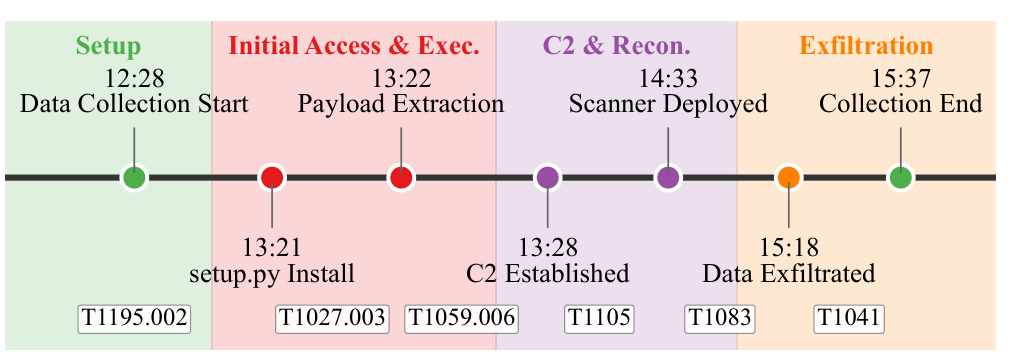 Setup
Initial Access & Exec.
C2 & Recon.
Exfiltration
12:28
Data Collection Start
13:22
Payload Extraction
14:33
Scanner Deployed
15:37
Collection End
13:21
setup.py Install
13:28
C2 Established
15:18
Data Exfiltrated
T1195.002
T1027.003
T1059.006
T1105
T1083
T1041